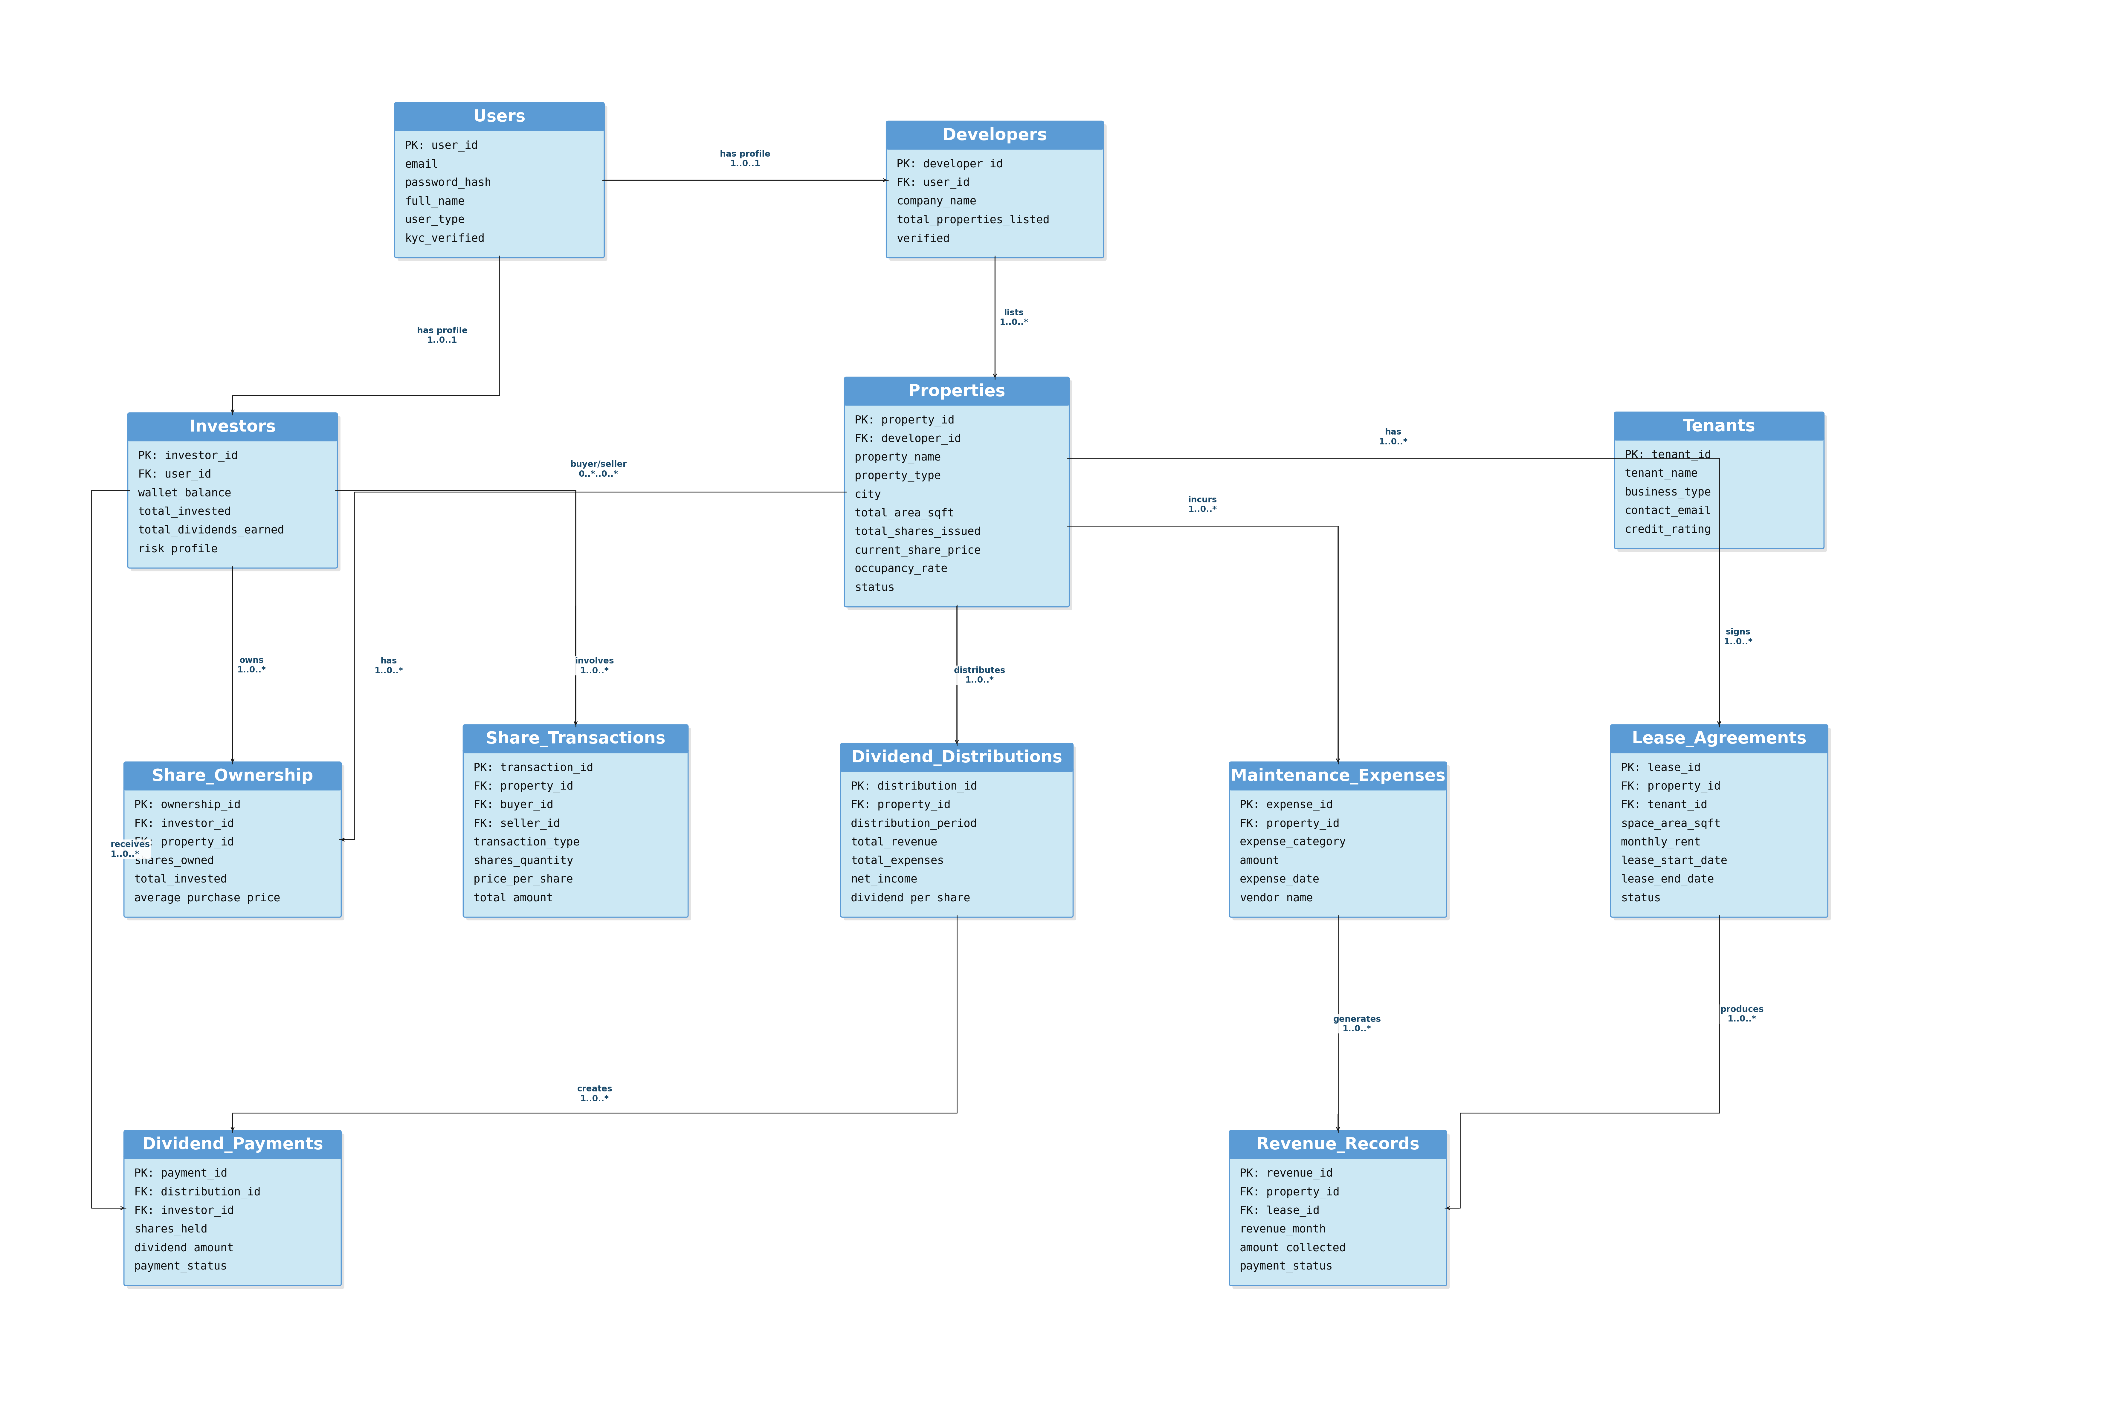 Users
PK: user_id
email
password_hash
full_name
user_type
kyc_verified
has profile
1..0..1
Developers
PK: developer_id
FK: user_id
company_name
total_properties_listed
verified
has profile
1..0..1
lists
1..0..*
Investors
PK: investor_id
FK: user_id
wallet_balance
total_invested
total_dividends_earned
risk_profile
buyer/seller
0..*..0..*
Properties
PK: property_id
FK: developer_id
property_name
property_type
city
total_area_sqft
total_shares_issued
current_share_price
occupancy_rate
status
has
1..0..*
incurs
1..0..*
Tenants
PK: tenant_id
tenant_name
business_type
contact_email
credit_rating
owns
1..0..*
has
1..0..*
involves
1..0..*
distributes
1..0..*
signs
1..0..*
Share_Ownership
PK: ownership_id
FK: investor_id
property_id
shares_owned
total_invested
average_purchase_price
receives
1..0..*
Share_Transactions
PK: transaction_id
FK: property_id
FK: buyer_id
FK: seller_id
transaction_type
shares_quantity
price_per_share
total_amount
Dividend_Distributions
PK: distribution_id
FK: property_id
distribution_period
total_revenue
total_expenses
net_income
dividend_per_share
Maintenance_Expenses
PK: expense_id
FK: property_id
expense_category
amount
expense_date
vendor_name
Lease_Agreements
PK: lease_id
FK: property_id
FK: tenant_id
space_area_sqft
monthly_rent
lease_start_date
lease_end_date
status
creates
1..0..*
generates
1..0..*
produces
1..0..*
Dividend_Payments
PK: payment_id
FK: distribution_id
FK: investor_id
shares_held
dividend_amount
payment_status
Revenue_Records
PK: revenue_id
FK: property_id
FK: lease_id
revenue_month
amount_collected
payment_status